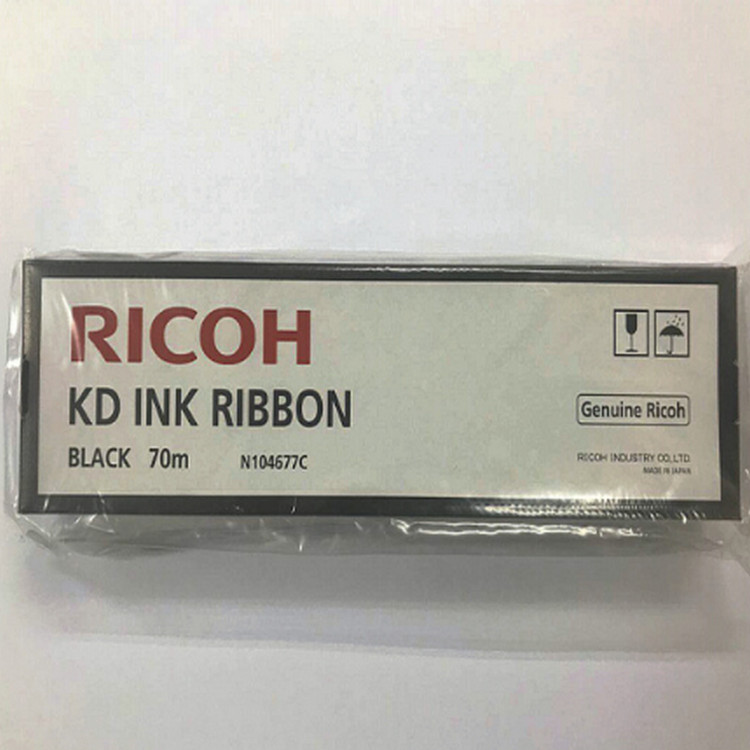 RICOH
KD INK RIBBON
Genuine Ricoh
BLACK 70m N104677C
RICOH INDUSTRY CO.,LTD.
MADE IN JAPAN